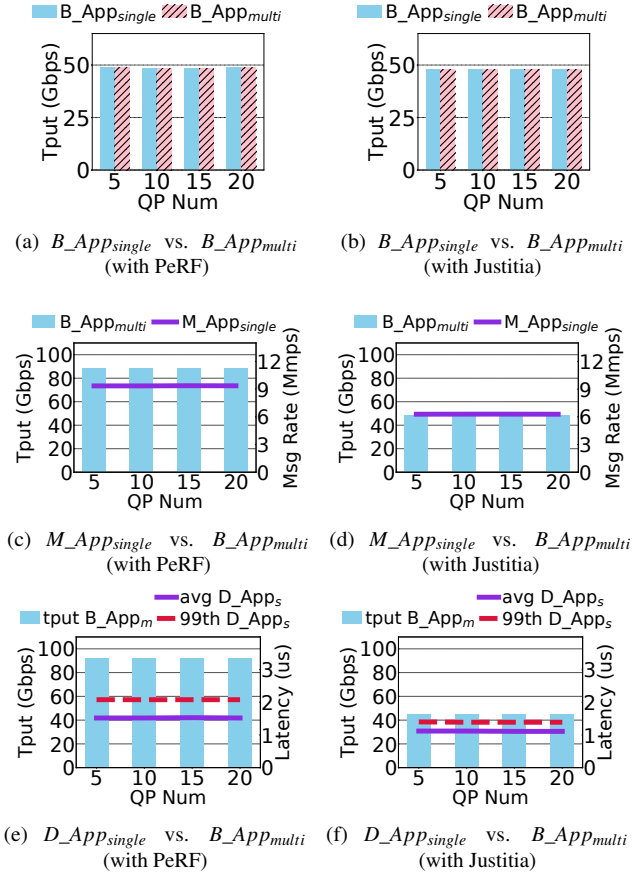 B_App_single B_App_multi B_App_single B_App_multi
Tput (Gbps) 50 25 0 Tput (Gbps) 50 25 0
5 10 15 20 5 10 15 20
QP Num QP Num
(a) B_App_single vs. B_App_multi (b) B_App_single vs. B_App_multi
(with PeRF) (with Justitia)
B_App_multi M_App_single B_App_multi M_App_single
Tput (Gbps) 100 80 60 40 20 0 12 9 6 3 0 Msg Rate (Mmps) Tput (Gbps) 100 80 60 40 20 0 12 9 6 3 0 Msg Rate (Mmps)
5 10 15 20 5 10 15 20
QP Num QP Num
(c) M_App_single vs. B_App_multi (d) M_App_single vs. B_App_multi
(with PeRF) (with Justitia)
avg D_App_s avg D_App_s
tput B_App_m 99th D_App_s tput B_App_m 99th D_App_s
Tput (Gbps) 100 80 60 40 20 0 3 2 1 0 Latency (us) Tput (Gbps) 100 80 60 40 20 0 3 2 1 0 Latency (us)
5 10 15 20 5 10 15 20
QP Num QP Num
(e) D_App_single vs. B_App_multi (f) D_App_single vs. B_App_multi
(with PeRF) (with Justitia)